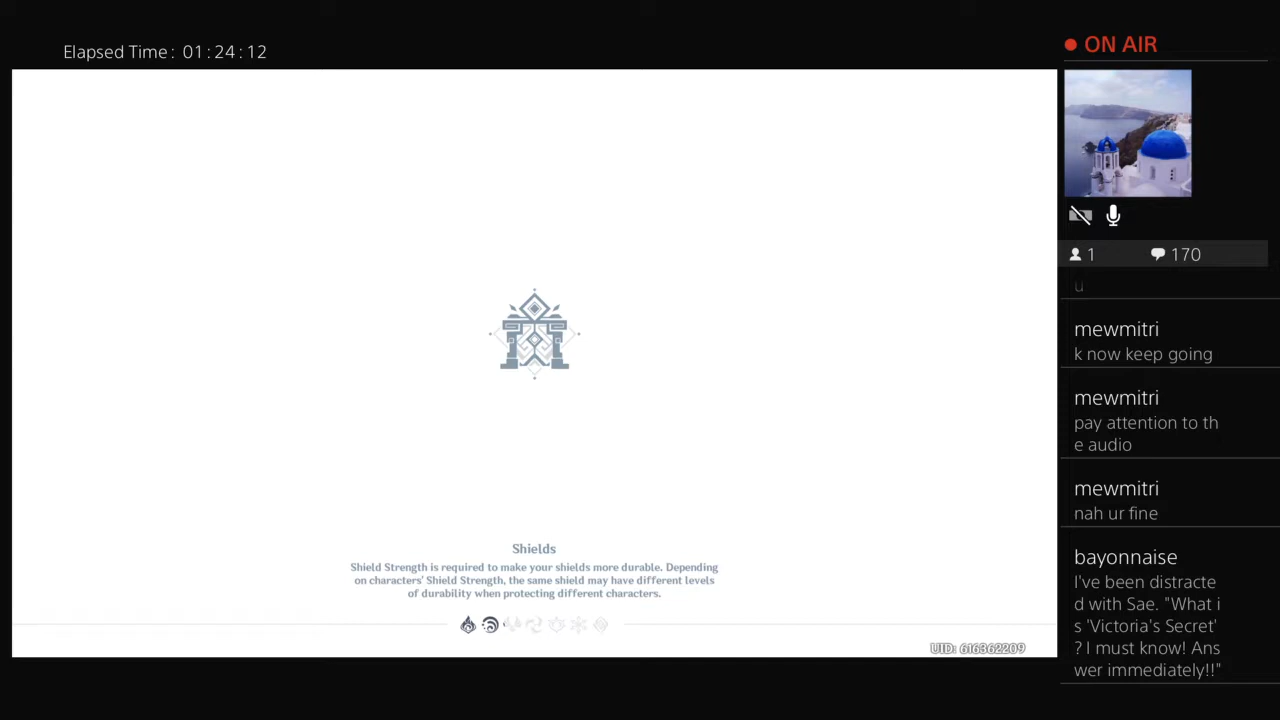 Elapsed Time: 01:24:12
ON AIR
1
170
u
mewmitri
k now keep going
mewmitri
pay attention to th
e audio
mewmitri
nah ur fine
bayonnaise
I've been distracte
d with Sae. "What i
s 'Victoria's Secret'
? I must know! Ans
wer immediately!!"
Shields
Shield Strength is required to make your shields more durable. Depending
on characters' Shield Strength, the same shield may have different levels
of durability when protecting different characters.
UID: 616362209